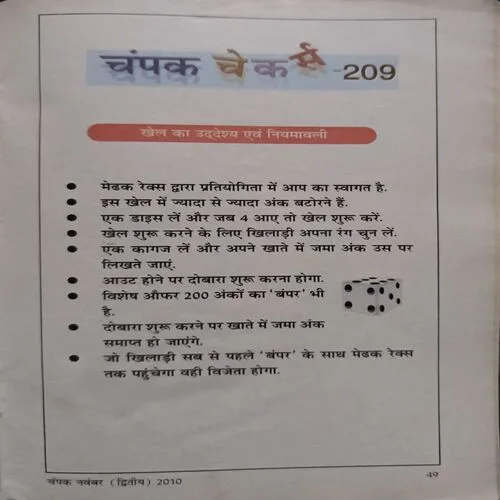 चंपक चेकर्स -209
खेल का उद्देश्य एवं नियमावली
मेढक रेक्स द्वारा प्रतियोगिता में आप का स्वागत है.
इस खेल में ज्यादा से ज्यादा अंक बटोरने हैं.
एक डाइस लें और जब 4 आए तो खेल शुरू करें.
खेल शुरू करने के लिए खिलाड़ी अपना रंग चुन लें.
एक कागज लें और अपने खाते में जमा अंक उस पर
लिखते जाएं.
आउट होने पर दोबारा शुरू करना होगा.
विशेष औफर 200 अंकों का 'बंपर' भी
है.
दोबारा शुरू करने पर खाते में जमा अंक
समाप्त हो जाएंगे.
जो खिलाड़ी सब से पहले 'बंपर' के साथ मेढक रेक्स
तक पहुंचेगा वही विजेता होगा.
चंपक नवंबर (द्वितीय) 2010
49